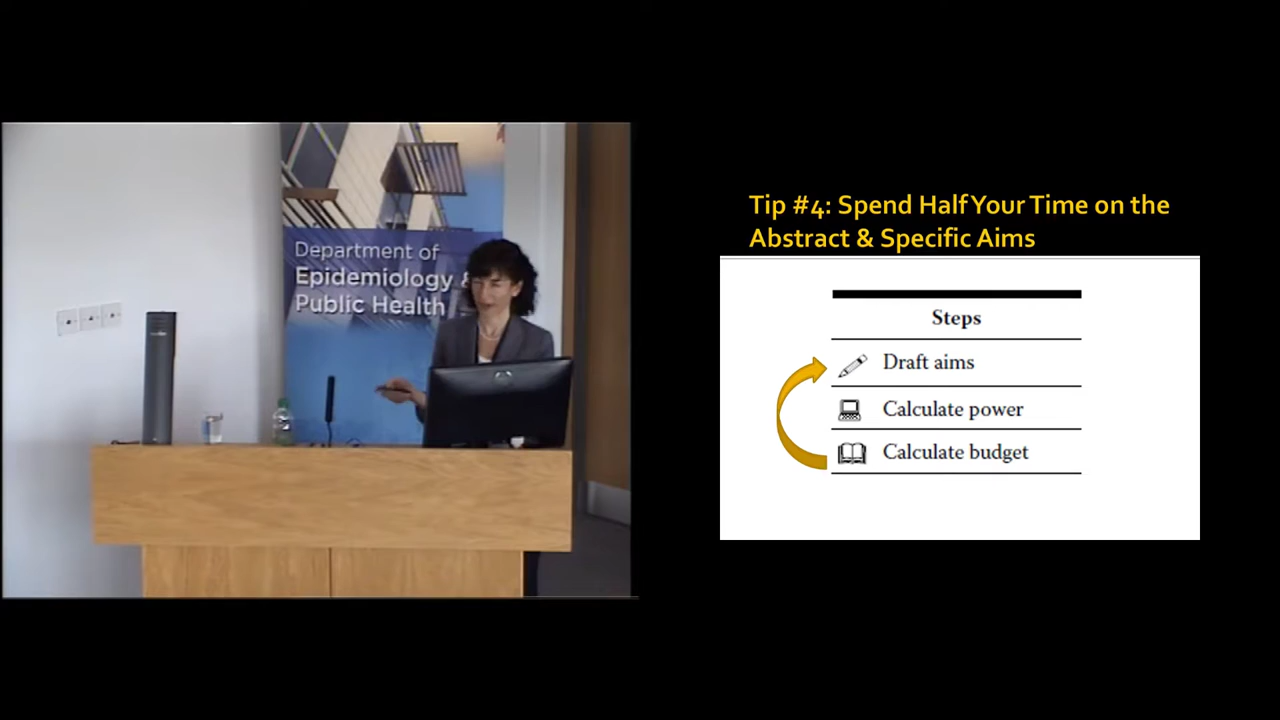 Department of
Epidemiology &
Public Health
Tip #4: Spend Half Your Time on the
Abstract & Specific Aims
Steps
Draft aims
Calculate power
Calculate budget